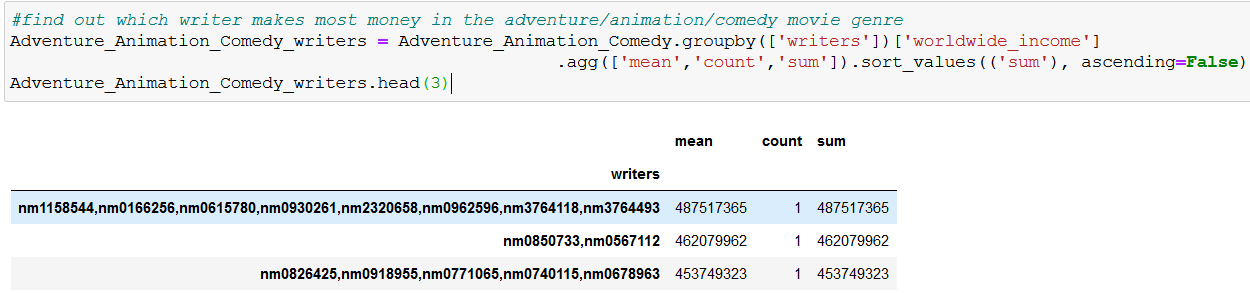 #find out which writer makes most money in the adventure/animation/comedy movie genre
Adventure_Animation_Comedy_writers = Adventure_Animation_Comedy.groupby(['writers'])['worldwide_income']
.agg(['mean','count','sum']).sort_values(('sum'), ascending=False)
Adventure_Animation_Comedy_writers.head(3)
mean count sum
writers
nm1158544,nm0166256,nm0615780,nm0930261,nm2320658,nm0962596,nm3764118,nm3764493 487517365 1 487517365
nm0850733,nm0567112 462079962 1 462079962
nm0826425,nm0918955,nm0771065,nm0740115,nm0678963 453749323 1 453749323